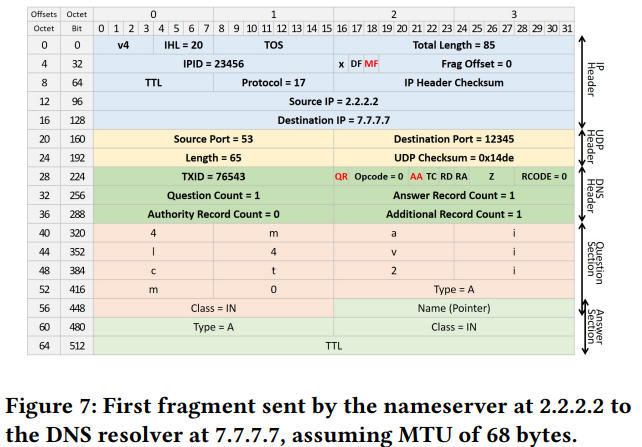 Offsets Octet 0 1 2 3
Octet Bit 0 1 2 3 4 5 6 7 8 9 10 11 12 13 14 15 16 17 18 19 20 21 22 23 24 25 26 27 28 29 30 31
0 0 v4 IHL = 20 TOS Total Length = 85
4 32 IPID = 23456 x DF MF Frag Offset = 0
8 64 TTL Protocol = 17 IP Header Checksum
12 96 Source IP = 2.2.2.2
16 128 Destination IP = 7.7.7.7
IP Header
20 160 Source Port = 53 Destination Port = 12345
24 192 Length = 65 UDP Checksum = 0x14de
UDP Header
28 224 TXID = 76543 QR Opcode = 0 AA TC RD RA Z RCODE = 0
32 256 Question Count = 1 Answer Record Count = 1
36 288 Authority Record Count = 0 Additional Record Count = 1
DNS Header
40 320 4 m a i
44 352 l 4 v i
48 384 c t 2 i
52 416 m 0 Type = A
56 448 Class = IN Name (Pointer)
Question Section
60 480 Type = A Class = IN
64 512 TTL
Answer Section
Figure 7: First fragment sent by the nameserver at 2.2.2.2 to
the DNS resolver at 7.7.7.7, assuming MTU of 68 bytes.